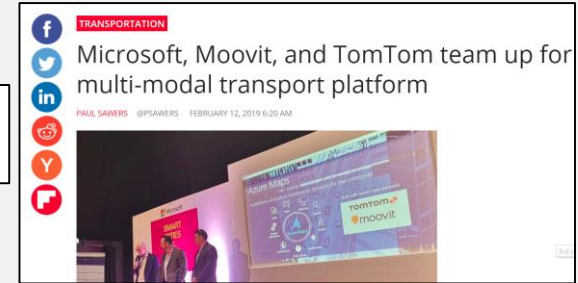 TRANSPORTATION
Microsoft, Moovit, and TomTom team up for
multi-modal transport platform
PAUL SAWERS @PSAWERS FEBRUARY 12, 2019 6:20 AM
Microsoft
SMART
Azure Maps
TOMTOM
moovit